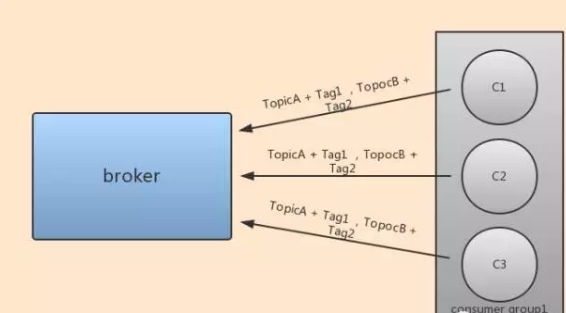 TopicA + Tag1 , TopocB +
Tag2
C1
broker
TopicA + Tag1 , TopocB +
Tag2
C2
TopicA + Tag1 , TopocB +
Tag2
C3
consumer group1